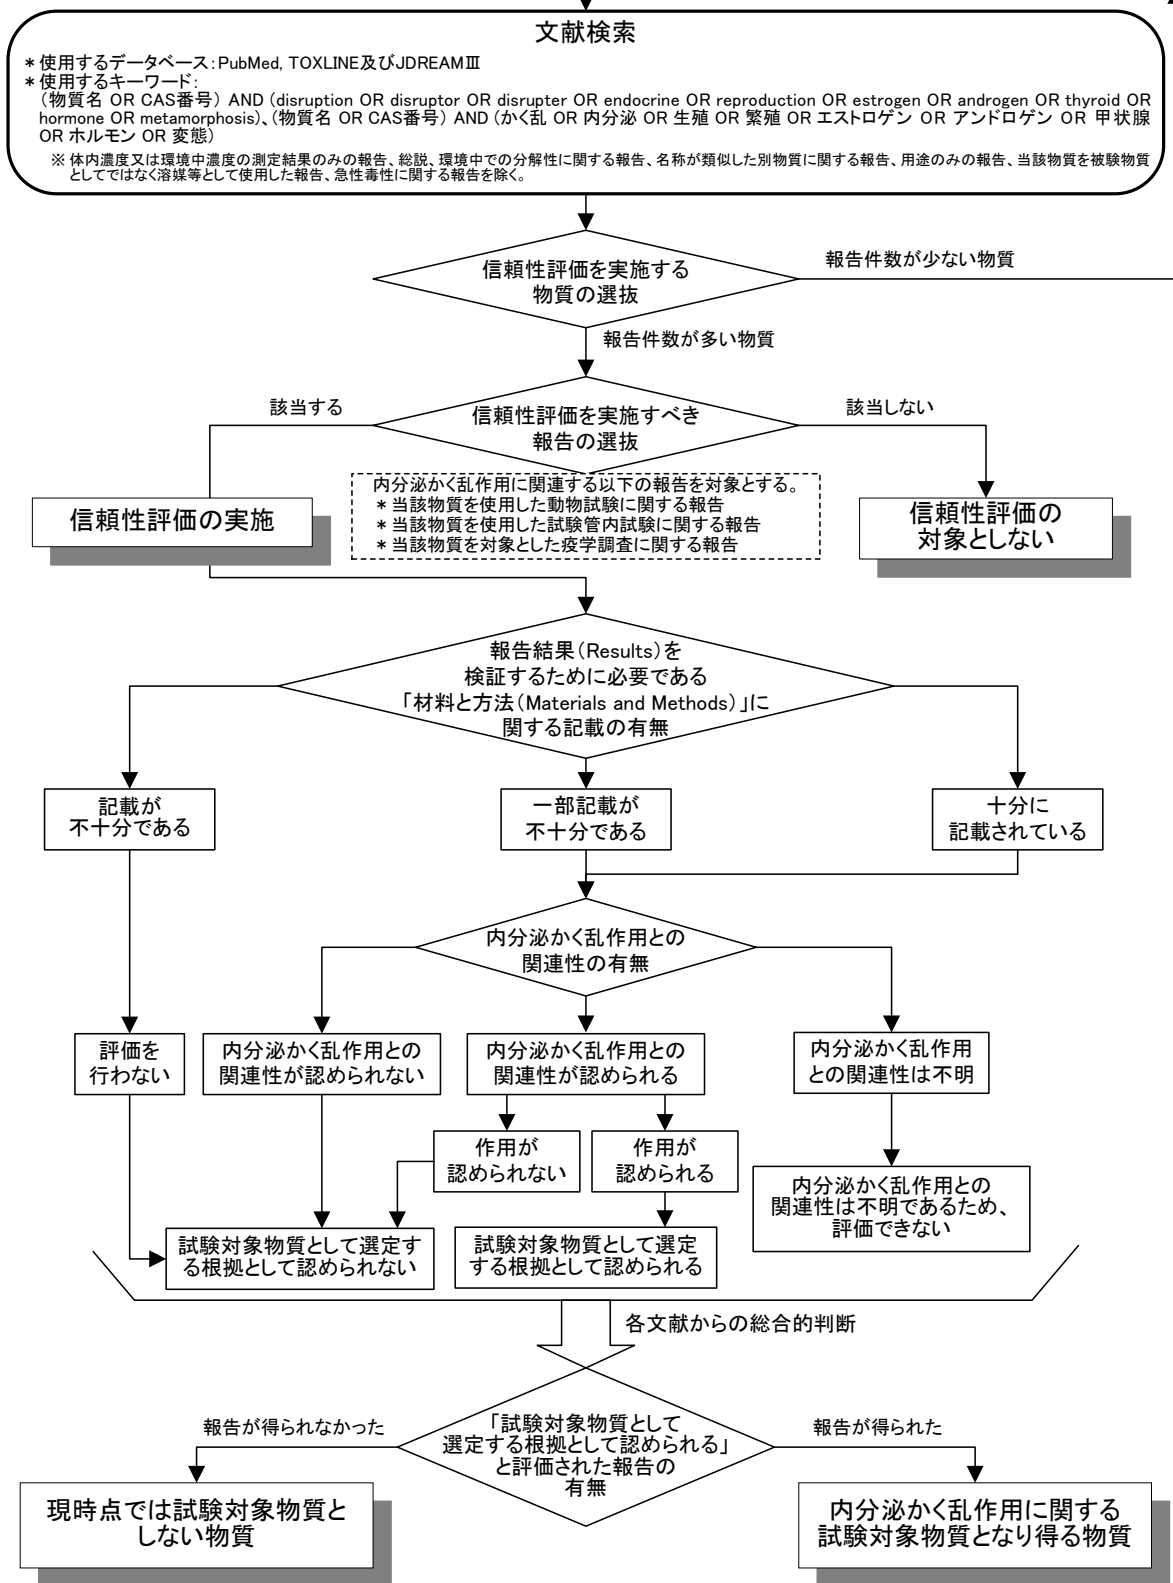 文献検索
＊使用するデータベース：PubMed, TOXLINE及びJDREAMⅢ
＊使用するキーワード：
（物質名 OR CAS番号） AND （disruption OR disruptor OR disrupter OR endocrine OR reproduction OR estrogen OR androgen OR thyroid OR
hormone OR metamorphosis）、（物質名 OR CAS番号） AND （かく乱 OR 内分泌 OR 生殖 OR 繁殖 OR エストロゲン OR アンドロゲン OR 甲状腺
OR ホルモン OR 変態）
※ 体内濃度又は環境中濃度の測定結果のみの報告、総説、環境中での分解性に関する報告、名称が類似した別物質に関する報告、用途のみの報告、当該物質を被験物質
としてではなく溶媒等として使用した報告、急性毒性に関する報告を除く。
信頼性評価を実施する
物質の選抜
報告件数が少ない物質
報告件数が多い物質
該当する
信頼性評価を実施すべき
報告の選抜
該当しない
内分泌かく乱作用に関連する以下の報告を対象とする。
＊当該物質を使用した動物試験に関する報告
＊当該物質を使用した試験管内試験に関する報告
＊当該物質を対象とした疫学調査に関する報告
信頼性評価の実施
信頼性評価の
対象としない
報告結果（Results）を
検証するために必要である
「材料と方法（Materials and Methods）」に
関する記載の有無
記載が
不十分である
一部記載が
不十分である
十分に
記載されている
内分泌かく乱作用との
関連性の有無
評価を
行わない
内分泌かく乱作用との
関連性が認められない
内分泌かく乱作用との
関連性が認められる
内分泌かく乱作用
との関連性は不明
作用が
認められない
作用が
認められる
内分泌かく乱作用との
関連性は不明であるため、
評価できない
試験対象物質として選定す
る根拠として認められない
試験対象物質として選定
する根拠として認められる
各文献からの総合的判断
報告が得られなかった
「試験対象物質として
選定する根拠として認められる」
と評価された報告の
有無
報告が得られた
現時点では試験対象物質と
しない物質
内分泌かく乱作用に関する
試験対象物質となり得る物質